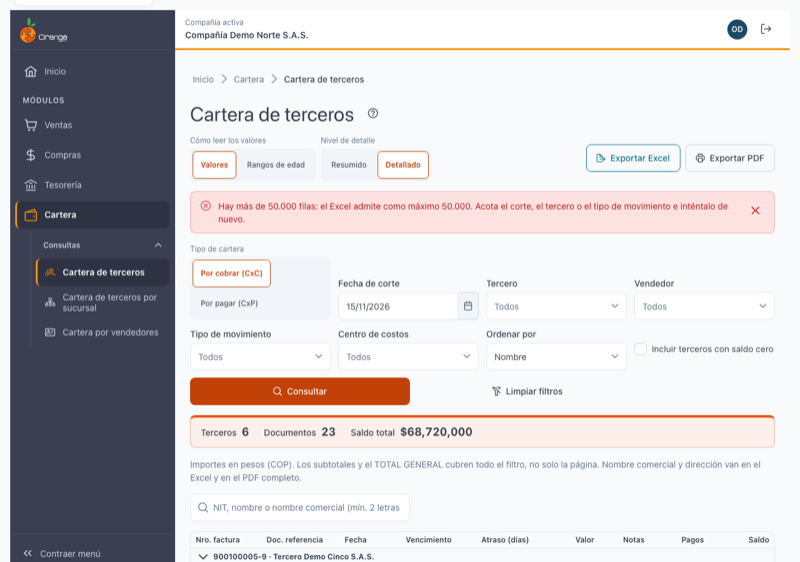 Orange
Compañía activa
Compañía Demo Norte S.A.S.
OD
Inicio
MÓDULOS
Ventas
Compras
Tesorería
Cartera
Consultas
Cartera de terceros
Cartera de terceros por
sucursal
Cartera por vendedores
Contraer menú
Inicio > Cartera > Cartera de terceros
Cartera de terceros
Cómo leer los valores
Nivel de detalle
Valores
Rangos de edad
Resumido
Detallado
Exportar Excel
Exportar PDF
Hay más de 50.000 filas: el Excel admite como máximo 50.000. Acota el corte, el tercero o el tipo de movimiento e inténtalo de
nuevo.
Tipo de cartera
Por cobrar (CxC)
Por pagar (CxP)
Fecha de corte
15/11/2026
Tercero
Todos
Vendedor
Todos
Tipo de movimiento
Todos
Centro de costos
Todos
Ordenar por
Nombre
Incluir terceros con saldo cero
Consultar
Limpiar filtros
Terceros 6 Documentos 23 Saldo total $68,720,000
Importes en pesos (COP). Los subtotales y el TOTAL GENERAL cubren todo el filtro, no solo la página. Nombre comercial y dirección van en el
Excel y en el PDF completo.
NIT, nombre o nombre comercial (mín. 2 letras
Nro. factura Doc. referencia Fecha Vencimiento Atraso (días) Valor Notas Pagos Saldo
900100005-9 · Tercero Demo Cinco S.A.S.